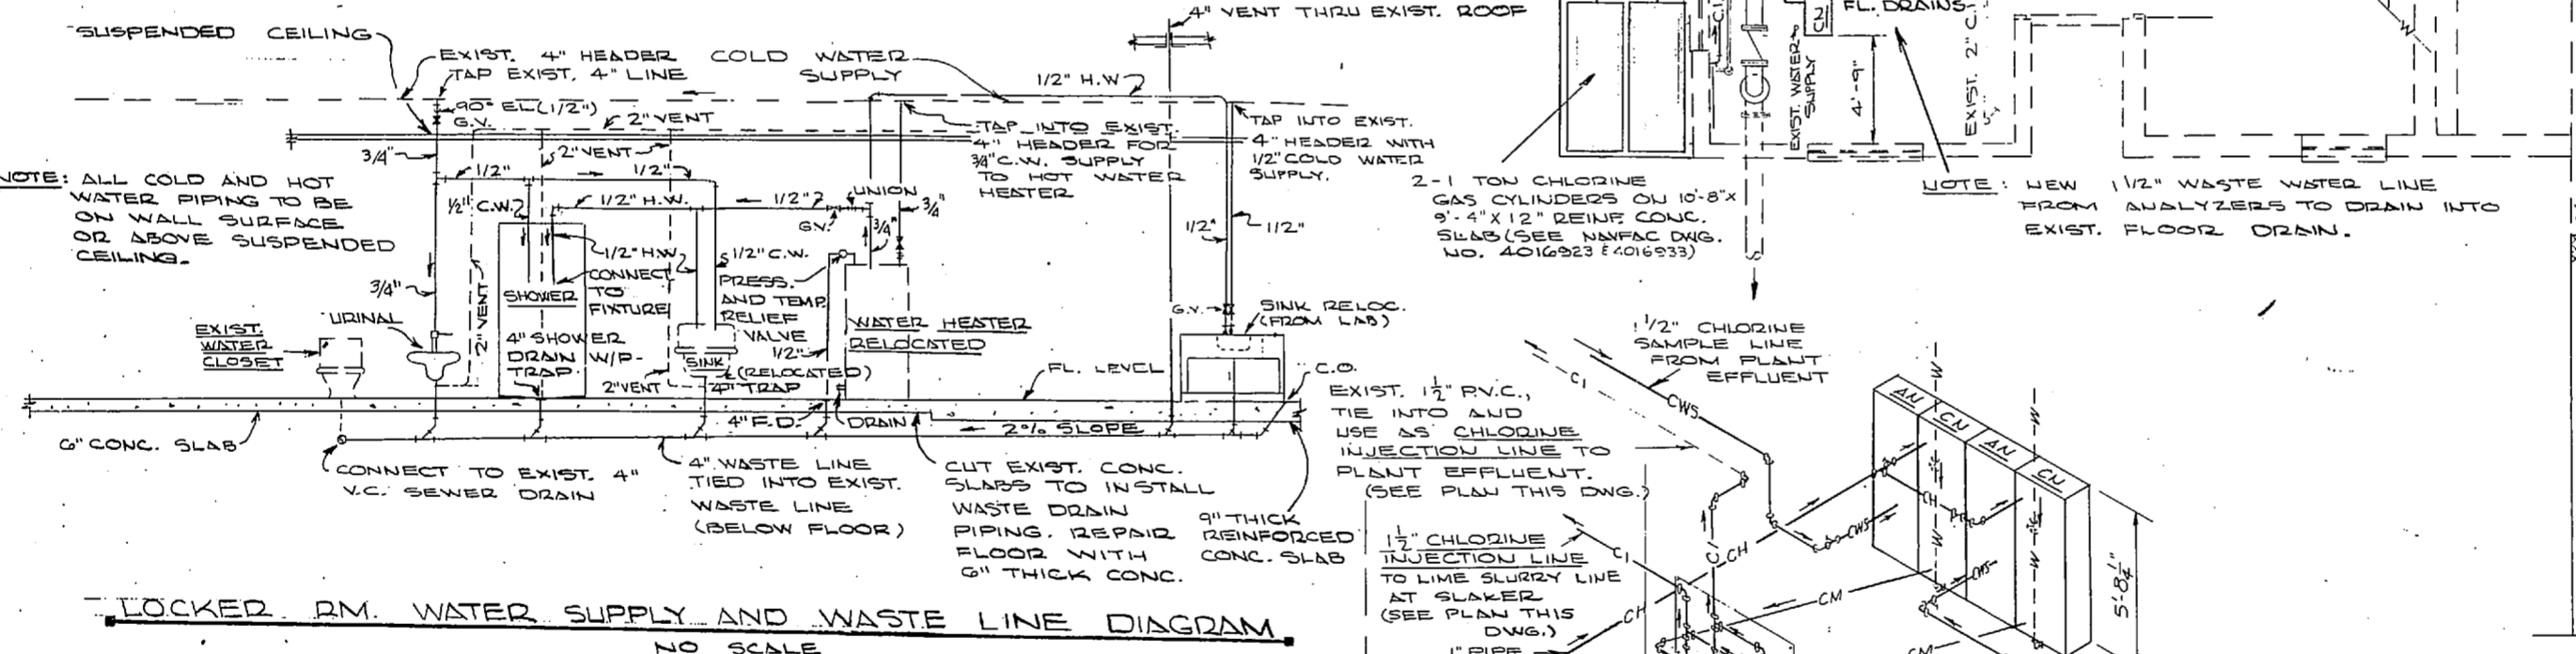 SUSPENDED CEILING
EXIST. 4" HEADER COLD WATER
SUPPLY
TAP EXIST. 4" LINE
90° EL (1/2")
G.V.
2" VENT
4" VENT THRU EXIST. ROOF
1/2" H.W.
TAP INTO EXIST.
4" HEADER FOR
3/4" C.W. SUPPLY
TO HOT WATER
HEATER
TAP INTO EXIST.
4" HEADER WITH
1/2" COLD WATER
SUPPLY.
3/4"
1/2"
2" VENT
1/2"
NOTE: ALL COLD AND HOT
WATER PIPING TO BE
ON WALL SURFACE
OR ABOVE SUSPENDED
CEILING.
1/2" C.W.
1/2" H.W.
1/2"
UNION
G.V.
3/4"
3/4"
1/2"
1/2"
1/2" H.W.
1/2" C.W.
CONNECT
TO
FIXTURE
PRESS.
AND TEMP.
RELIEF
VALVE
1/2"
3/4"
2" VENT
SHOWER
4" SHOWER
DRAIN W/P-
TRAP
URINAL
EXIST.
WATER
CLOSET
WATER HEATER
RELOCATED
SINK
(RELOCATED)
2" VENT
"P" TRAP
G.V.
SINK RELOC.
(FROM LAB)
FL. LEVEL
C.O.
4" F.D.
DRAIN
2% SLOPE
6" CONC. SLAB
CONNECT TO EXIST. 4"
V.C. SEWER DRAIN
4" WASTE LINE
TIED INTO EXIST.
WASTE LINE
(BELOW FLOOR)
CUT EXIST. CONC.
SLABS TO INSTALL
WASTE DRAIN
PIPING. REPAIR
FLOOR WITH
6" THICK CONC.
9" THICK
REINFORCED
CONC. SLAB
LOCKER RM. WATER SUPPLY AND WASTE LINE DIAGRAM
NO SCALE
2-1 TON CHLORINE
GAS CYLINDERS ON 10'-8" X
9'-4" X 12" REINF. CONC.
SLAB (SEE NAVFAC DWG.
NO. 4016923 & 4016933)
EXIST. WATER
SUPPLY
CN
FL. DRAINS
4'-9"
EXIST. 2" C.
NOTE: NEW 1 1/2" WASTE WATER LINE
FROM ANALYZERS TO DRAIN INTO
EXIST. FLOOR DRAIN.
W
1 1/2" CHLORINE
SAMPLE LINE
FROM PLANT
EFFLUENT
EXIST. 1 1/2" P.V.C.,
TIE INTO AND
USE AS CHLORINE
INJECTION LINE TO
PLANT EFFLUENT.
(SEE PLAN THIS DWG.)
1 1/2" CHLORINE
INJECTION LINE
TO LIME SLURRY LINE
AT SLAKER
(SEE PLAN THIS
DWG.)
1" PIPE
CI
CWS
AN
CN
AN
CN
W
W
CH
CWS
CI
CI
CH
W
W
CWS
CM
CH
CM
5'-8 1/4"